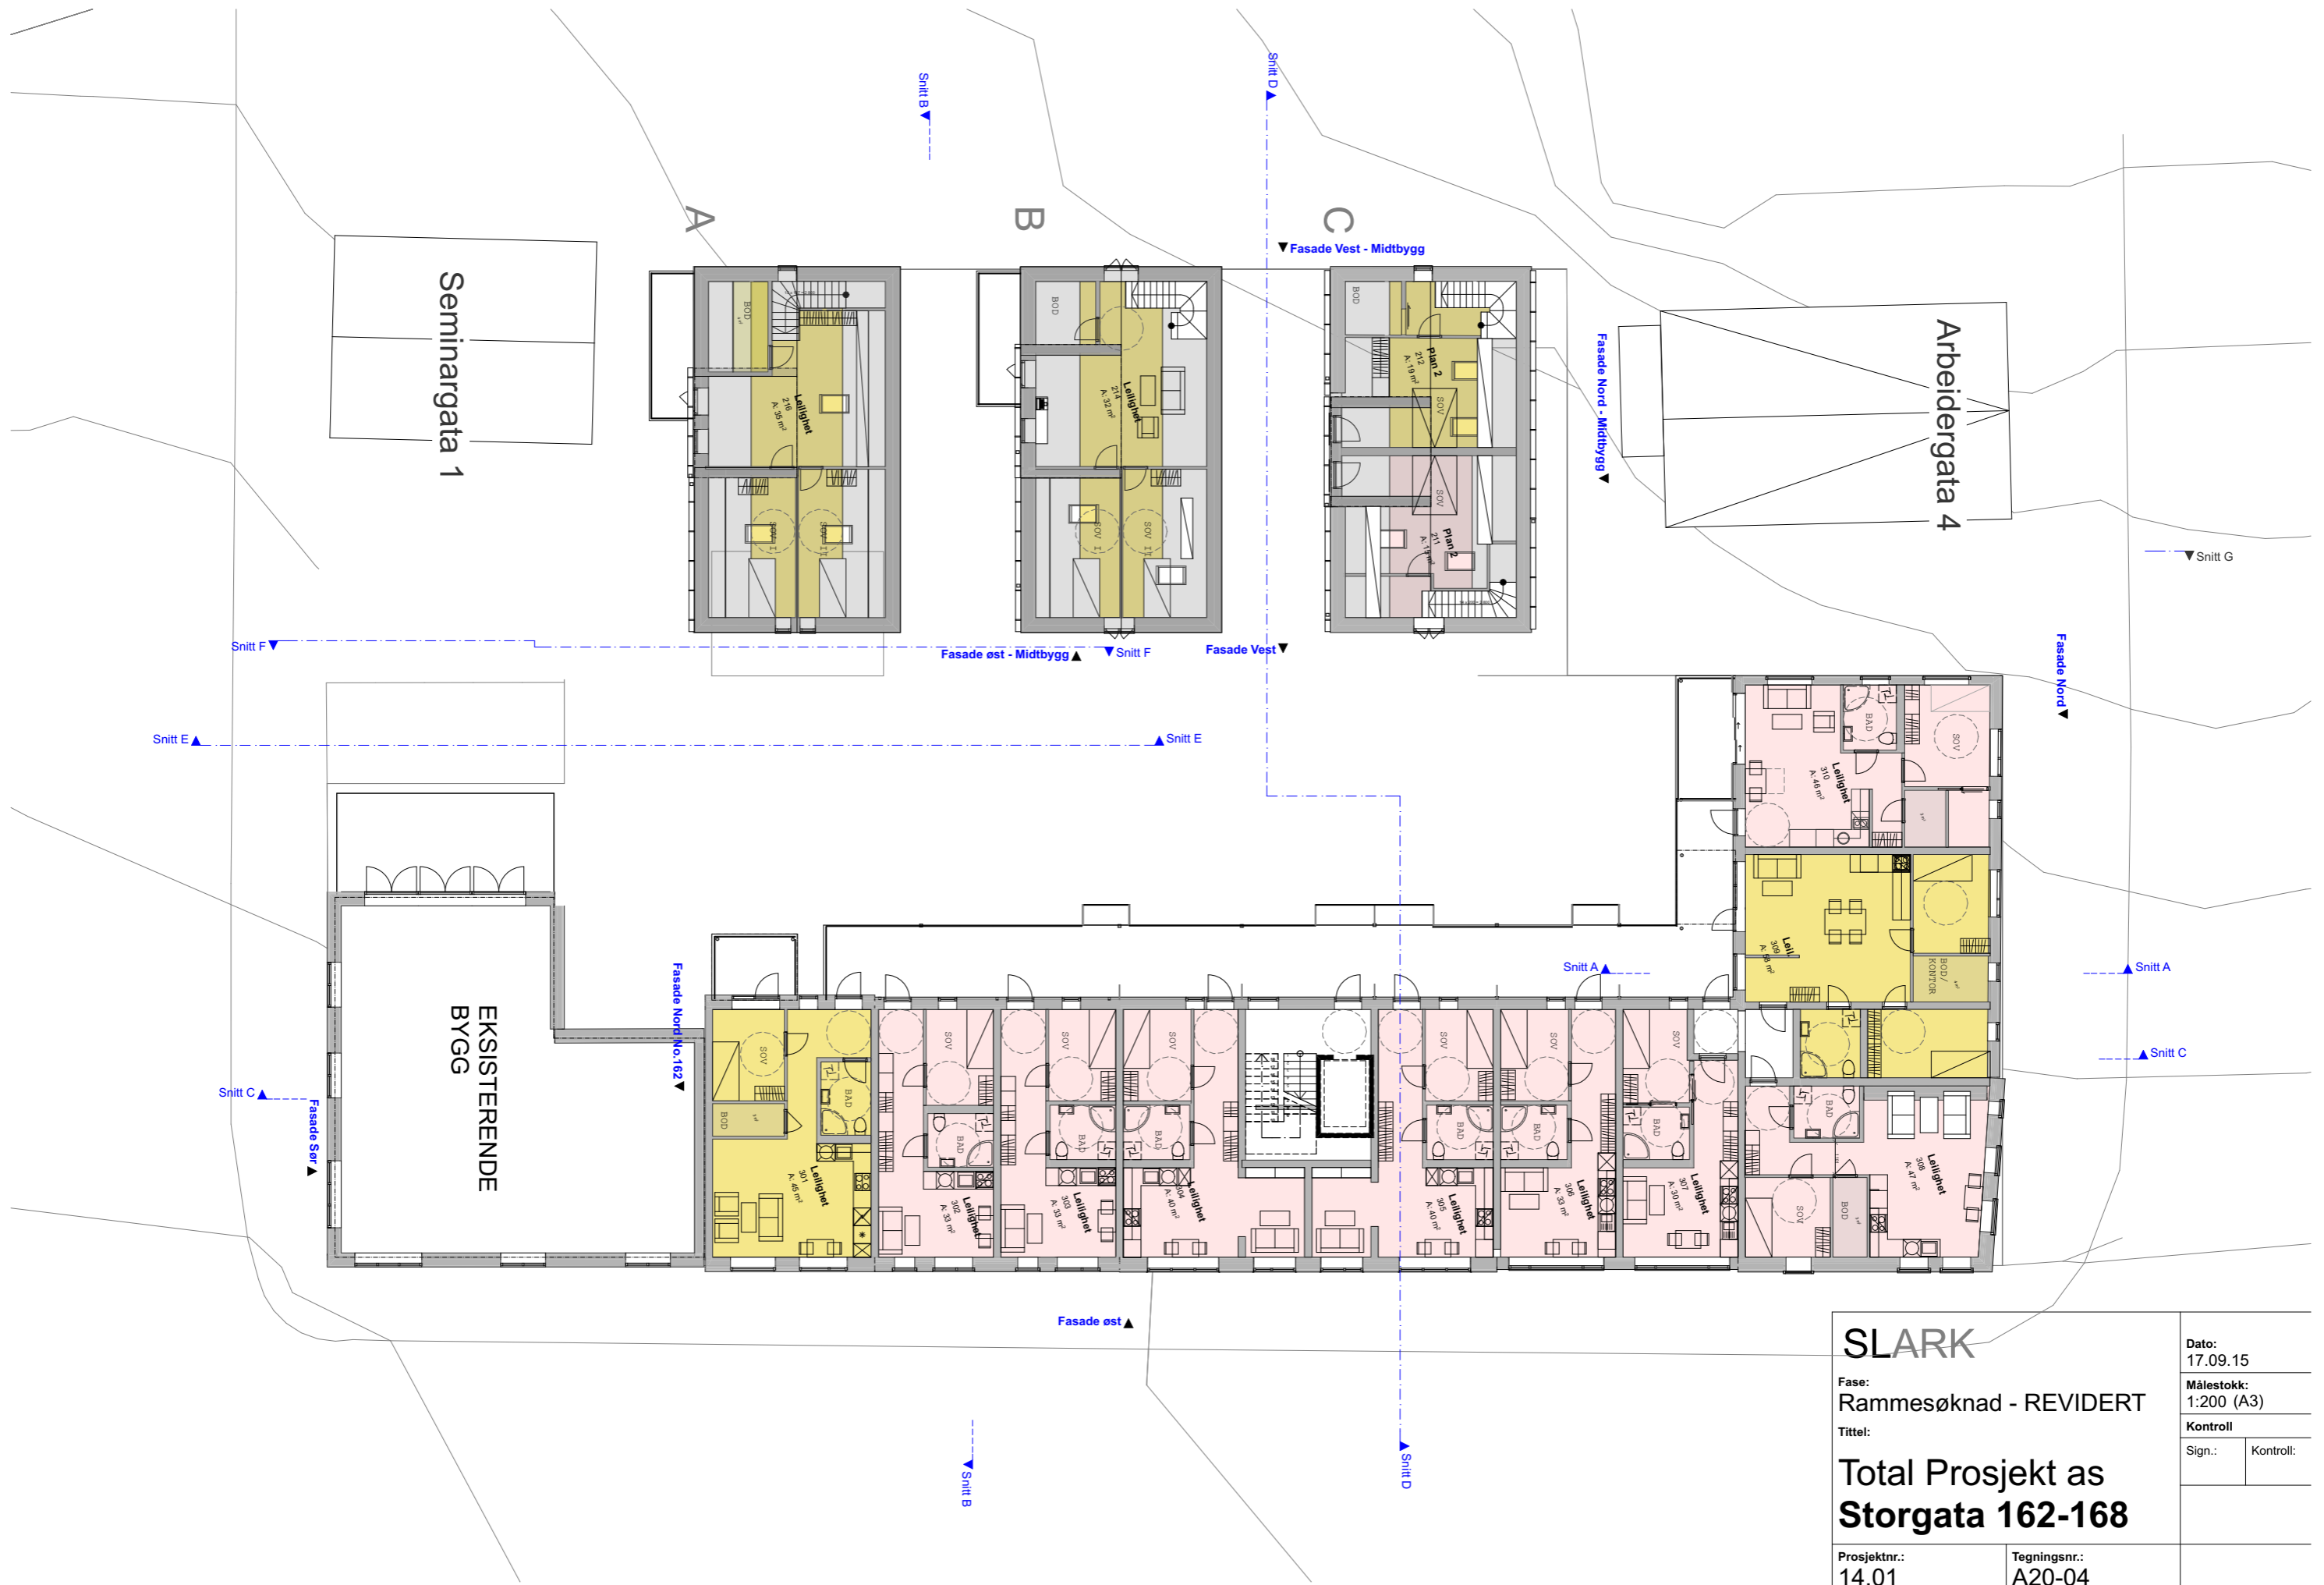 Snitt B
Snitt D
A
B
C
Fasade Vest - Midtbygg
Seminargata 1
Arbeidergata 4
Fasade Nord - Midtbygg
BOD
Leilighet
216
A: 35 m²
SOV I
SOV II
BOD
Leilighet
214
A: 32 m²
SOV I
SOV II
BOD
Plan 2
212
A: 19 m²
SOV
SOV
Plan 2
211
Snitt G
Snitt F
Fasade øst - Midtbygg
Snitt F
Fasade Vest
Fasade Nord
Snitt E
Snitt E
BAD
SOV
Leilighet
310
A: 46 m²
Leil.
309
BOD/
KONTOR
Snitt A
Snitt A
Snitt C
Snitt C
Fasade Sør
EKSISTERENDE
BYGG
Fasade Nord No.162
SOV
BAD
BOD
Leilighet
301
A: 45 m²
SOV
BAD
Leilighet
302
A: 33 m²
SOV
BAD
Leilighet
303
A: 33 m²
SOV
BAD
Leilighet
304
A: 40 m²
SOV
BAD
Leilighet
305
A: 40 m²
SOV
BAD
Leilighet
306
A: 33 m²
SOV
BAD
Leilighet
307
A: 30 m²
BAD
SOV
BOD
Leilighet
308
A: 47 m²
Fasade øst
Snitt B
Snitt D
SLARK
Fase:
Rammesøknad - REVIDERT
Tittel:
Total Prosjekt as
Storgata 162-168
Prosjektnr.:
14.01
Tegningsnr.:
A20-04
Dato:
17.09.15
Målestokk:
1:200 (A3)
Kontroll
Sign.:
Kontroll: